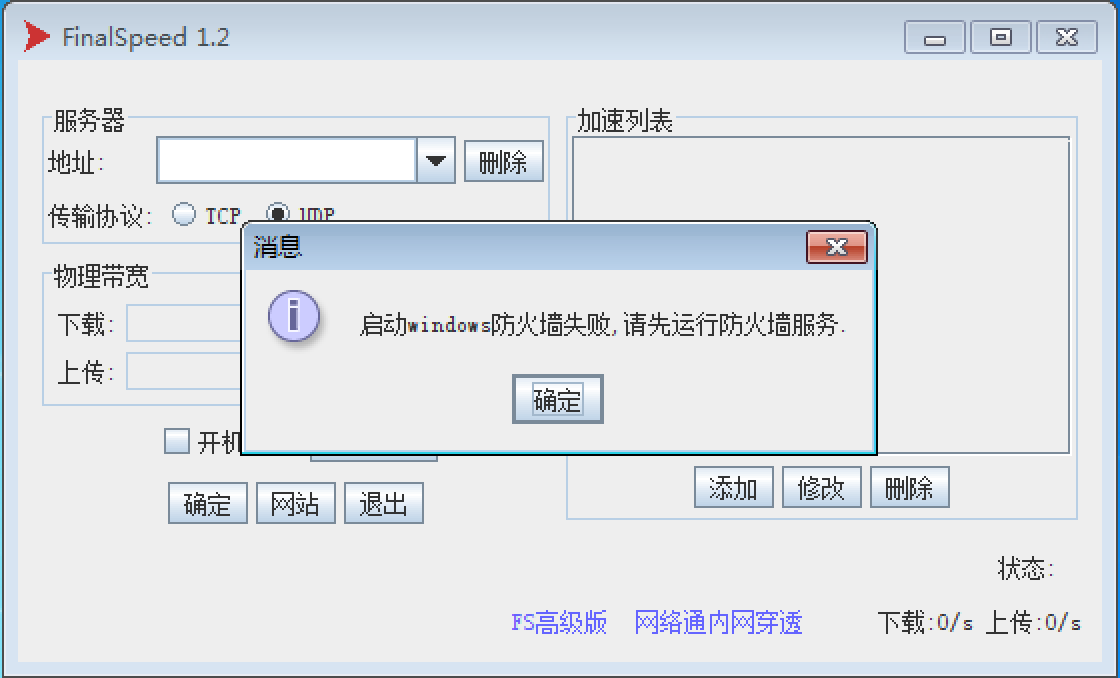 FinalSpeed 1.2
服务器
地址:
删除
传输协议: TCP UDP
物理带宽
下载:
上传:
开机
确定 网站 退出
加速列表
消息
启动windows防火墙失败,请先运行防火墙服务.
确定
添加 修改 删除
状态:
FS高级版 网络通内网穿透 下载:0/s 上传:0/s